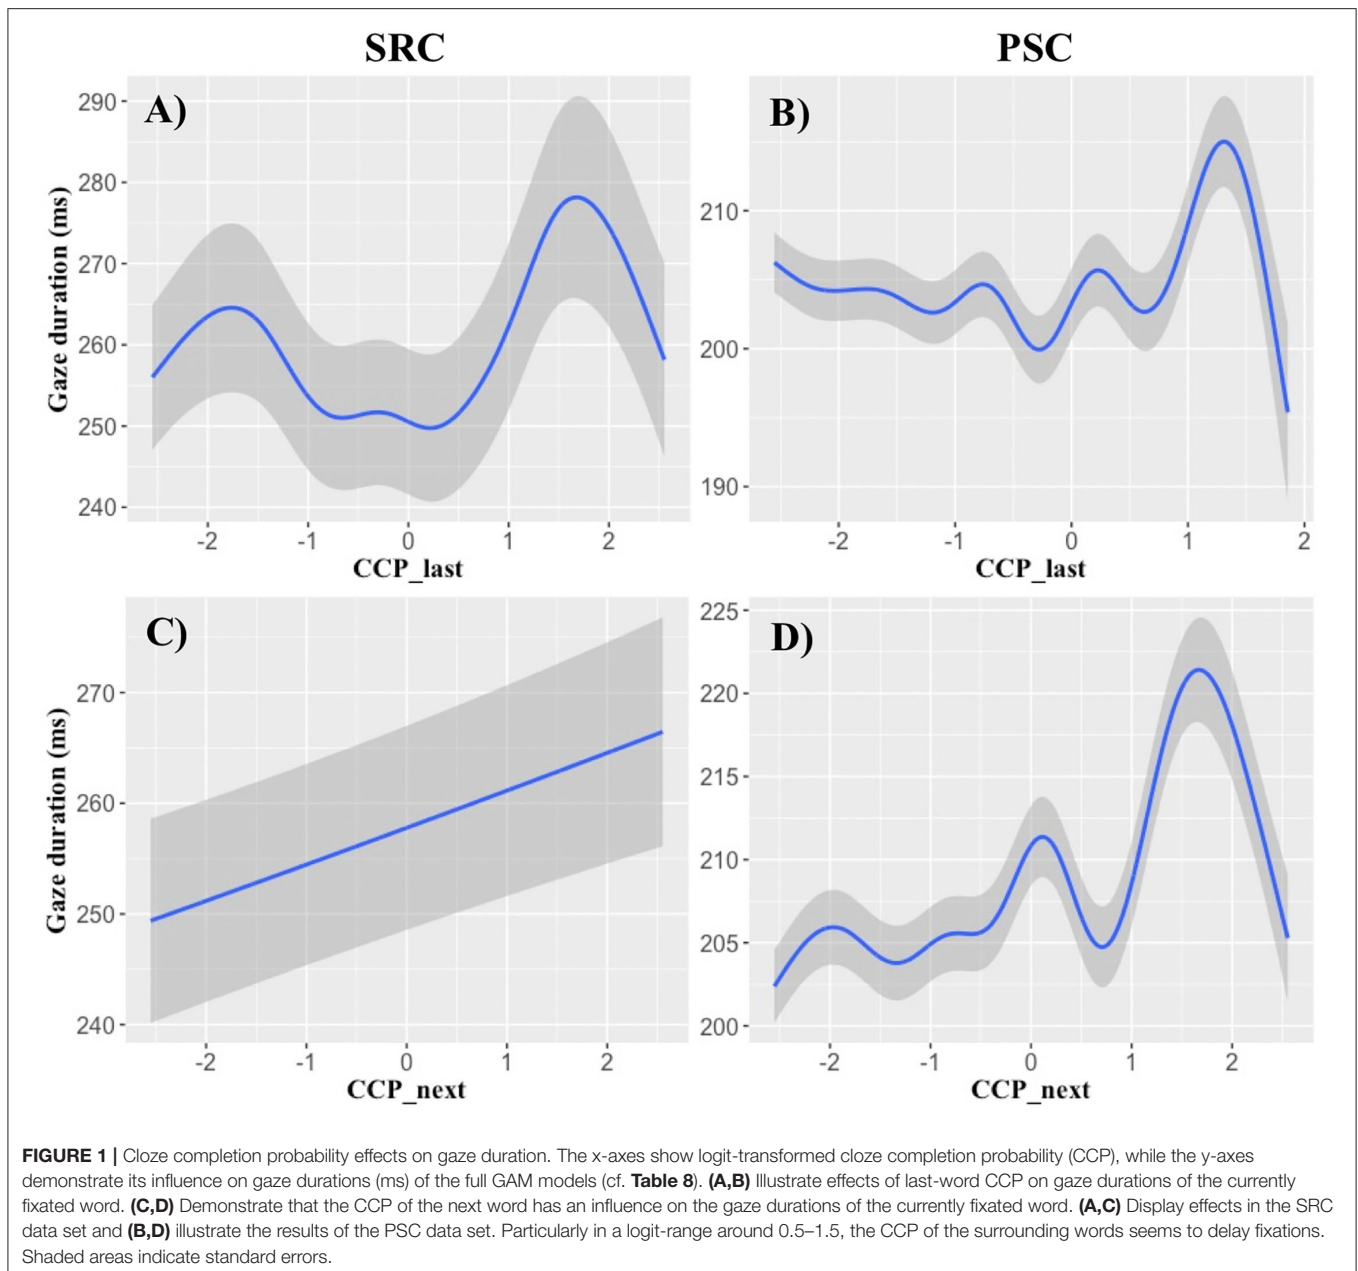 SRC
PSC
A)
290
280
270
260
250
240
Gaze duration (ms)
-2 -1 0 1 2
CCP_last
B)
210
200
190
-2 -1 0 1 2
CCP_last
C)
270
260
250
240
Gaze duration (ms)
-2 -1 0 1 2
CCP_next
D)
225
220
215
210
205
200
-2 -1 0 1 2
CCP_next
FIGURE 1 | Cloze completion probability effects on gaze duration. The x-axes show logit-transformed cloze completion probability (CCP), while the y-axes
demonstrate its influence on gaze durations (ms) of the full GAM models (cf. Table 8). (A,B) Illustrate effects of last-word CCP on gaze durations of the currently
fixated word. (C,D) Demonstrate that the CCP of the next word has an influence on the gaze durations of the currently fixated word. (A,C) Display effects in the SRC
data set and (B,D) illustrate the results of the PSC data set. Particularly in a logit-range around 0.5–1.5, the CCP of the surrounding words seems to delay fixations.
Shaded areas indicate standard errors.